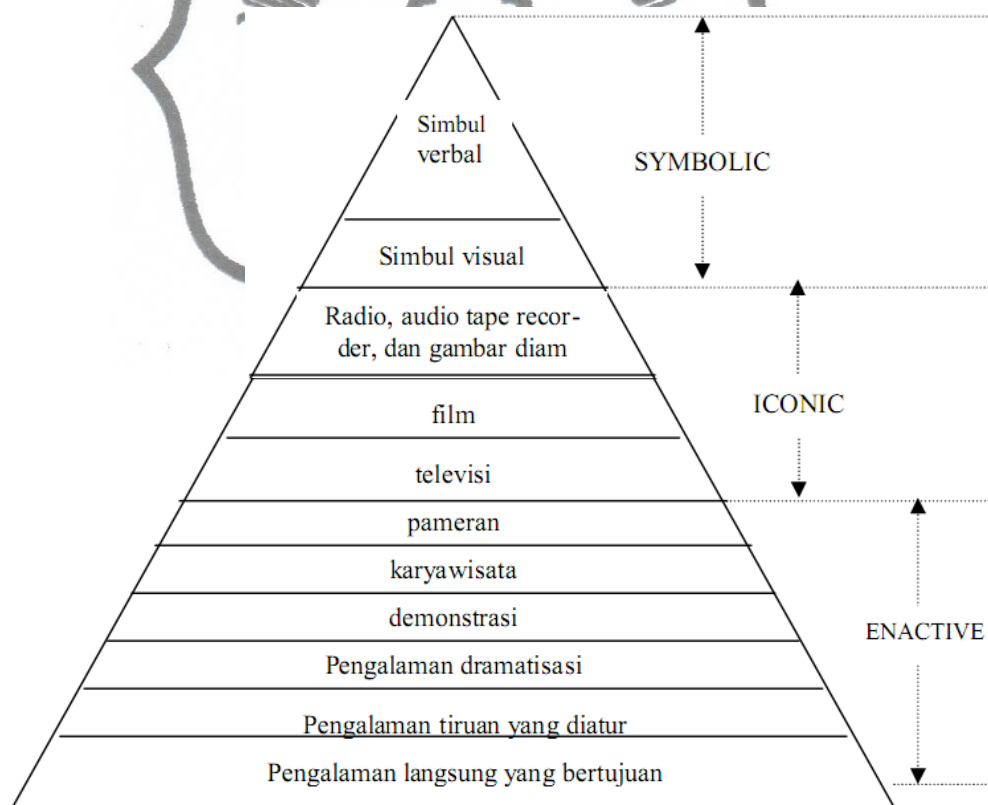 Simbul
verbal
SYMBOLIC
Simbul visual
Radio, audio tape recor-
der, dan gambar diam
ICONIC
film
televisi
pameran
karyawisata
demonstrasi
ENACTIVE
Pengalaman dramatisasi
Pengalaman tiruan yang diatur
Pengalaman langsung yang bertujuan